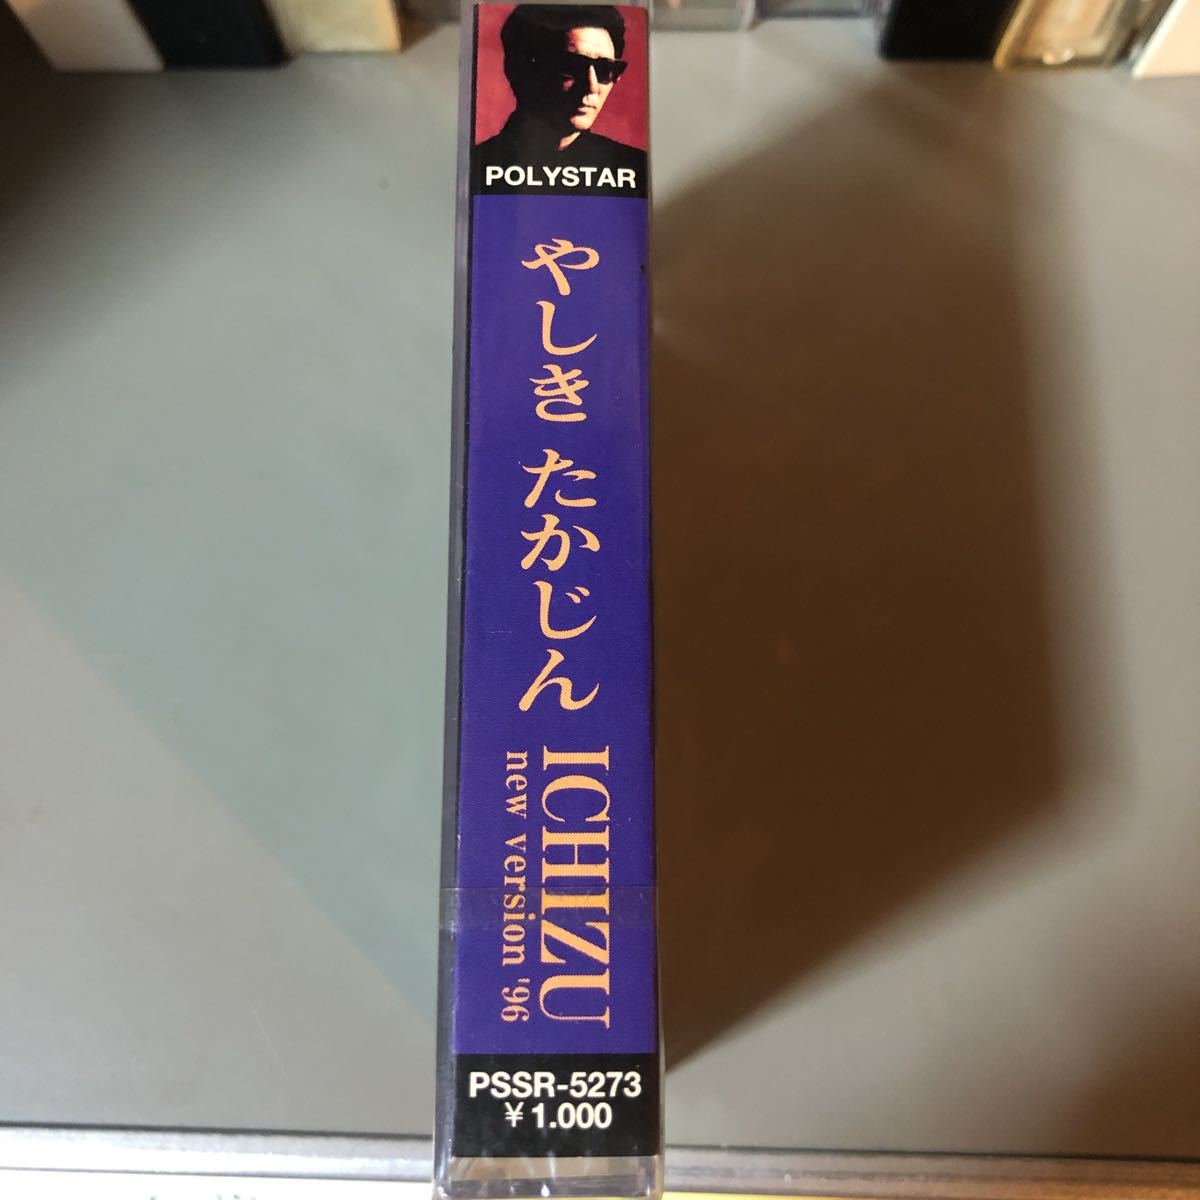 POLYSTAR
やしき たかじん
ICHIZU
new version '96
PSSR-5273
￥1.000